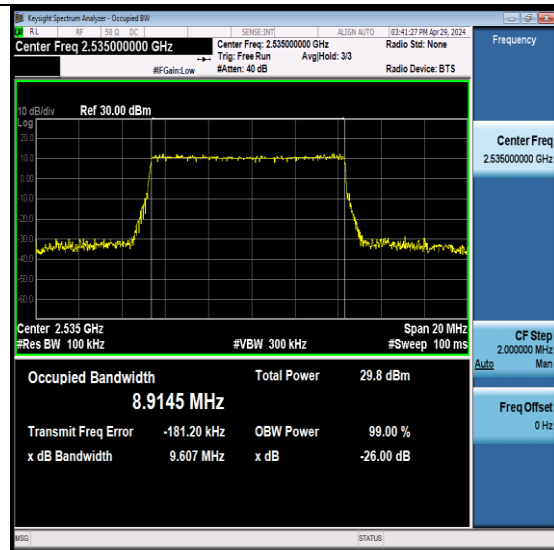 Keysight Spectrum Analyzer - Occupied BW
RL RF 50 Ω DC SENSE:INT ALIGN AUTO 03:41:27 PM Apr 29, 2024
Center Freq 2.535000000 GHz
Center Freq: 2.535000000 GHz Radio Std: None
Trig: Free Run Avg|Hold: 3/3
#IFGain:Low #Atten: 40 dB Radio Device: BTS
Frequency
10 dB/div Ref 30.00 dBm
Log
20.0
10.0
0.00
-10.0
-20.0
-30.0
-40.0
-50.0
-60.0
Center 2.535 GHz Span 20 MHz
#Res BW 100 kHz #VBW 300 kHz #Sweep 100 ms
Occupied Bandwidth Total Power 29.8 dBm
8.9145 MHz
Transmit Freq Error -181.20 kHz OBW Power 99.00 %
x dB Bandwidth 9.607 MHz x dB -26.00 dB
Center Freq
2.535000000 GHz
CF Step
2.000000 MHz
Auto Man
Freq Offset
0 Hz
MSG STATUS